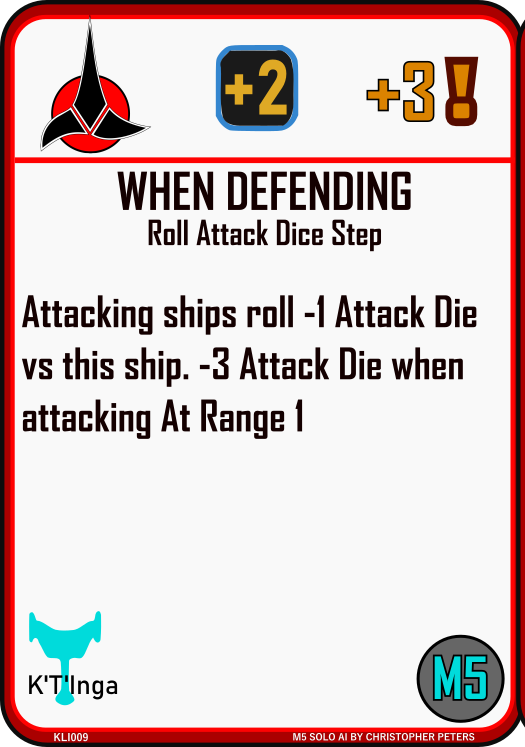 +2 +3!
WHEN DEFENDING
Roll Attack Dice Step
Attacking ships roll -1 Attack Die
vs this ship. -3 Attack Die when
attacking At Range 1
K'T'Inga
M5
KLI009
M5 SOLO AI BY CHRISTOPHER PETERS